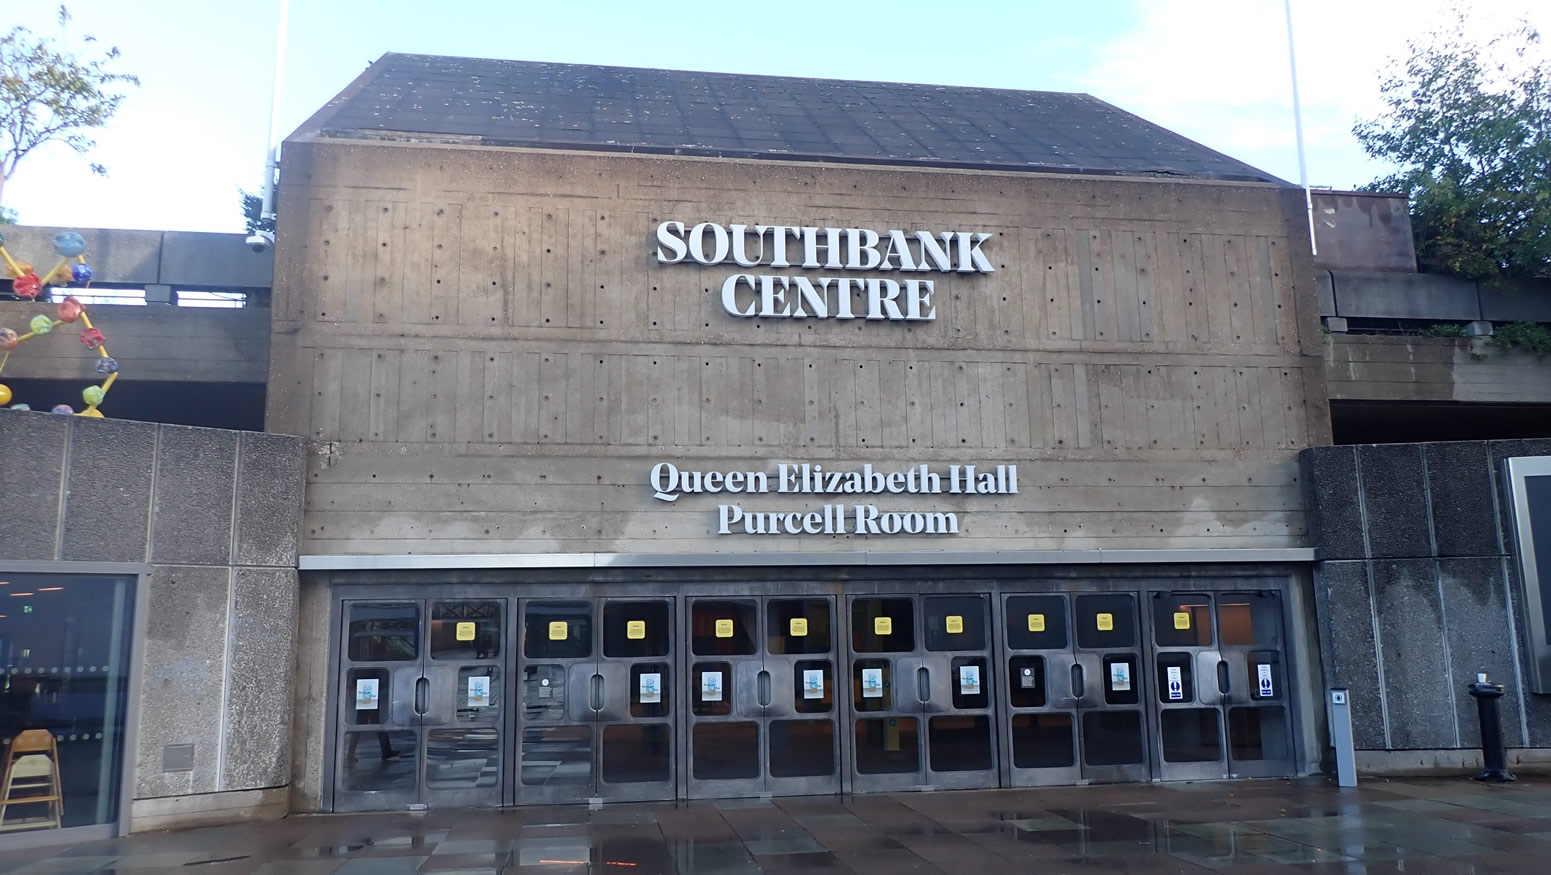 SOUTHBANK
CENTRE
Queen Elizabeth Hall
Purcell Room